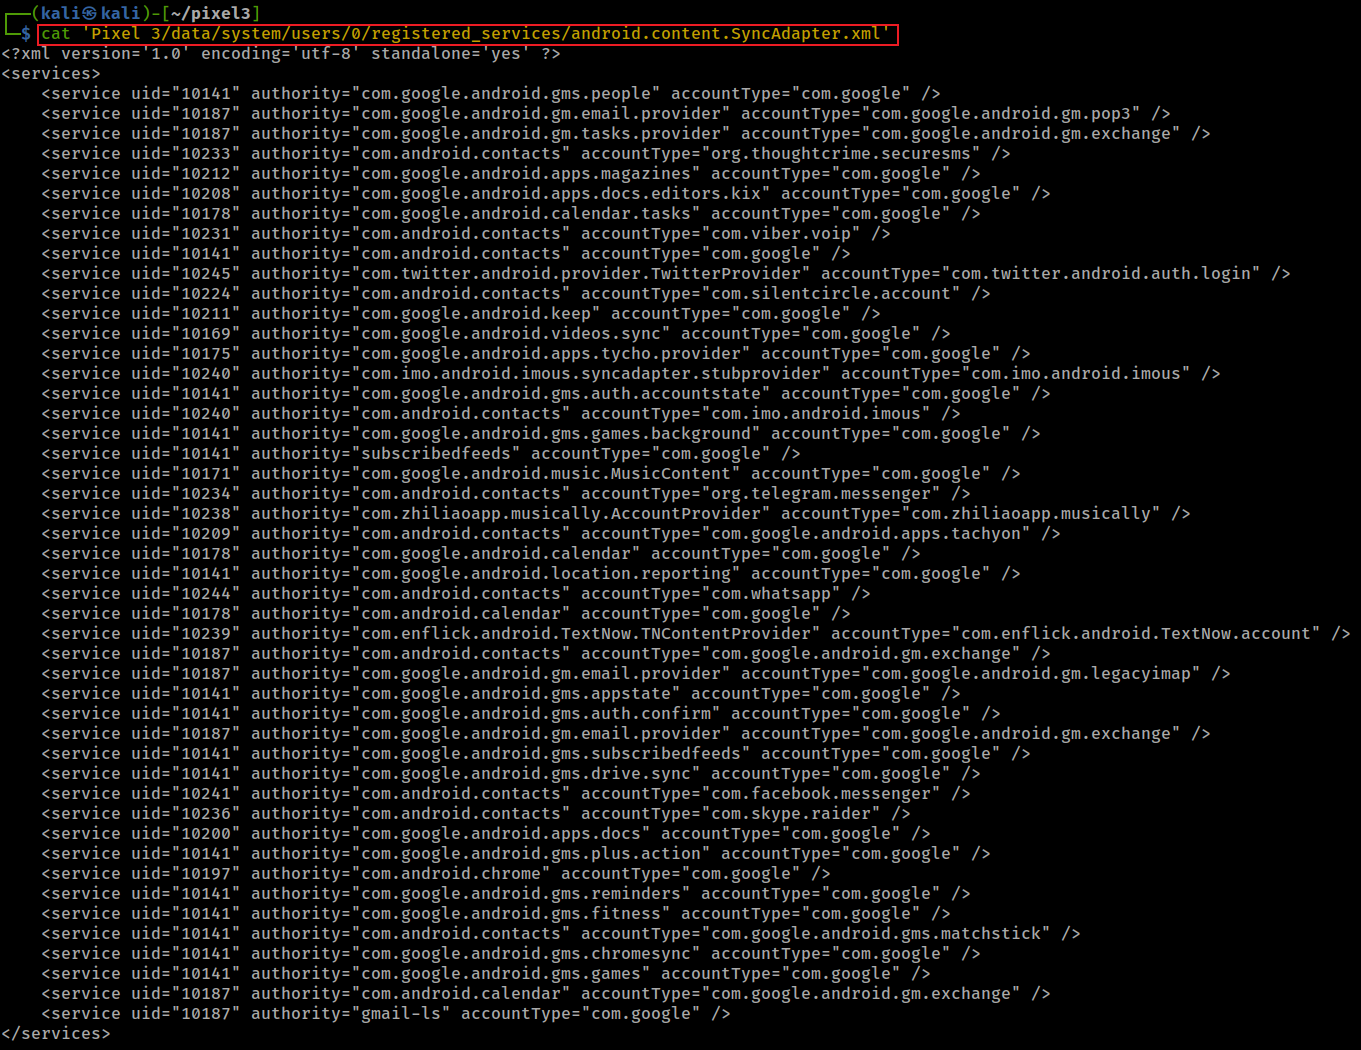 ┌──(kali㉿kali)-[~/pixel3]
└─$ cat 'Pixel 3/data/system/users/0/registered_services/android.content.SyncAdapter.xml'
<?xml version='1.0' encoding='utf-8' standalone='yes' ?>
<services>
    <service uid="10141" authority="com.google.android.gms.people" accountType="com.google" />
    <service uid="10187" authority="com.google.android.gm.email.provider" accountType="com.google.android.gm.pop3" />
    <service uid="10187" authority="com.google.android.gm.tasks.provider" accountType="com.google.android.gm.exchange" />
    <service uid="10233" authority="com.android.contacts" accountType="org.thoughtcrime.securesms" />
    <service uid="10212" authority="com.google.android.apps.magazines" accountType="com.google" />
    <service uid="10208" authority="com.google.android.apps.docs.editors.kix" accountType="com.google" />
    <service uid="10178" authority="com.google.android.calendar.tasks" accountType="com.google" />
    <service uid="10231" authority="com.android.contacts" accountType="com.viber.voip" />
    <service uid="10141" authority="com.android.contacts" accountType="com.google" />
    <service uid="10245" authority="com.twitter.android.provider.TwitterProvider" accountType="com.twitter.android.auth.login" />
    <service uid="10224" authority="com.android.contacts" accountType="com.silentcircle.account" />
    <service uid="10211" authority="com.google.android.keep" accountType="com.google" />
    <service uid="10169" authority="com.google.android.videos.sync" accountType="com.google" />
    <service uid="10175" authority="com.google.android.apps.tycho.provider" accountType="com.google" />
    <service uid="10240" authority="com.imo.android.imous.syncadapter.stubprovider" accountType="com.imo.android.imous" />
    <service uid="10141" authority="com.google.android.gms.auth.accountstate" accountType="com.google" />
    <service uid="10240" authority="com.android.contacts" accountType="com.imo.android.imous" />
    <service uid="10141" authority="com.google.android.gms.games.background" accountType="com.google" />
    <service uid="10141" authority="subscribedfeeds" accountType="com.google" />
    <service uid="10171" authority="com.google.android.music.MusicContent" accountType="com.google" />
    <service uid="10234" authority="com.android.contacts" accountType="org.telegram.messenger" />
    <service uid="10238" authority="com.zhiliaoapp.musically.AccountProvider" accountType="com.zhiliaoapp.musically" />
    <service uid="10209" authority="com.android.contacts" accountType="com.google.android.apps.tachyon" />
    <service uid="10178" authority="com.google.android.calendar" accountType="com.google" />
    <service uid="10141" authority="com.google.android.location.reporting" accountType="com.google" />
    <service uid="10244" authority="com.android.contacts" accountType="com.whatsapp" />
    <service uid="10178" authority="com.android.calendar" accountType="com.google" />
    <service uid="10239" authority="com.enflick.android.TextNow.TNContentProvider" accountType="com.enflick.android.TextNow.account" />
    <service uid="10187" authority="com.android.contacts" accountType="com.google.android.gm.exchange" />
    <service uid="10187" authority="com.google.android.gm.email.provider" accountType="com.google.android.gm.legacyimap" />
    <service uid="10141" authority="com.google.android.gms.appstate" accountType="com.google" />
    <service uid="10141" authority="com.google.android.gms.auth.confirm" accountType="com.google" />
    <service uid="10187" authority="com.google.android.gm.email.provider" accountType="com.google.android.gm.exchange" />
    <service uid="10141" authority="com.google.android.gms.subscribedfeeds" accountType="com.google" />
    <service uid="10141" authority="com.google.android.gms.drive.sync" accountType="com.google" />
    <service uid="10241" authority="com.android.contacts" accountType="com.facebook.messenger" />
    <service uid="10236" authority="com.android.contacts" accountType="com.skype.raider" />
    <service uid="10200" authority="com.google.android.apps.docs" accountType="com.google" />
    <service uid="10141" authority="com.google.android.gms.plus.action" accountType="com.google" />
    <service uid="10197" authority="com.android.chrome" accountType="com.google" />
    <service uid="10141" authority="com.google.android.gms.reminders" accountType="com.google" />
    <service uid="10141" authority="com.google.android.gms.fitness" accountType="com.google" />
    <service uid="10141" authority="com.android.contacts" accountType="com.google.android.gms.matchstick" />
    <service uid="10141" authority="com.google.android.gms.chromesync" accountType="com.google" />
    <service uid="10141" authority="com.google.android.gms.games" accountType="com.google" />
    <service uid="10187" authority="com.android.calendar" accountType="com.google.android.gm.exchange" />
    <service uid="10187" authority="gmail-ls" accountType="com.google" />
</services>